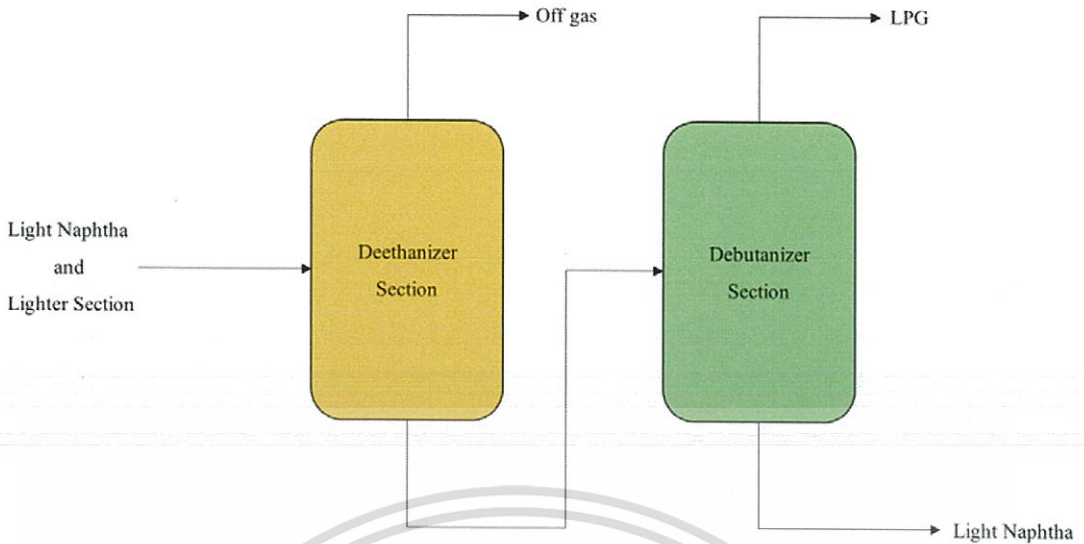 Off gas
LPG
Light Naphtha
and
Lighter Section
Deethanizer
Section
Debutanizer
Section
Light Naphtha